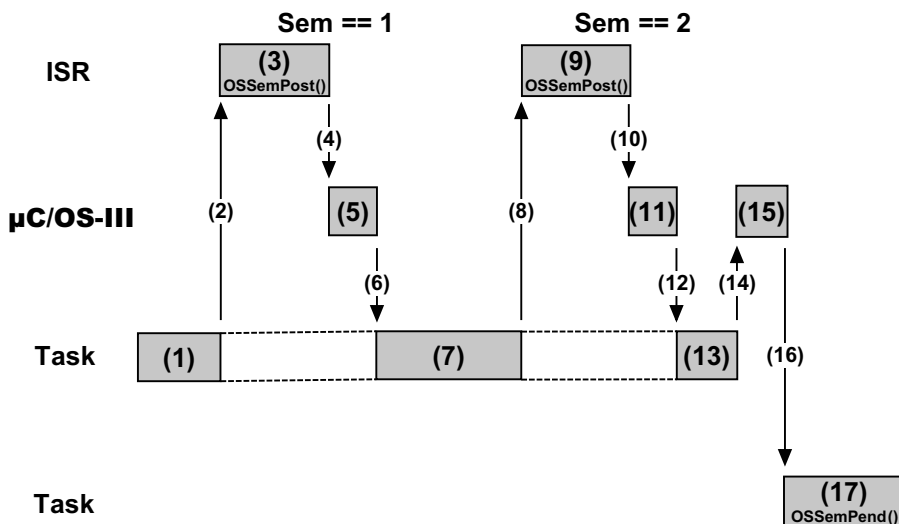 Sem == 1
Sem == 2
ISR
(3)
OSSemPost()
(9)
OSSemPost()
(4)
(10)
µC/OS-III
(2)
(5)
(8)
(11)
(15)
(6)
(12)
(14)
Task
(1)
(7)
(13)
(16)
Task
(17)
OSSemPend()